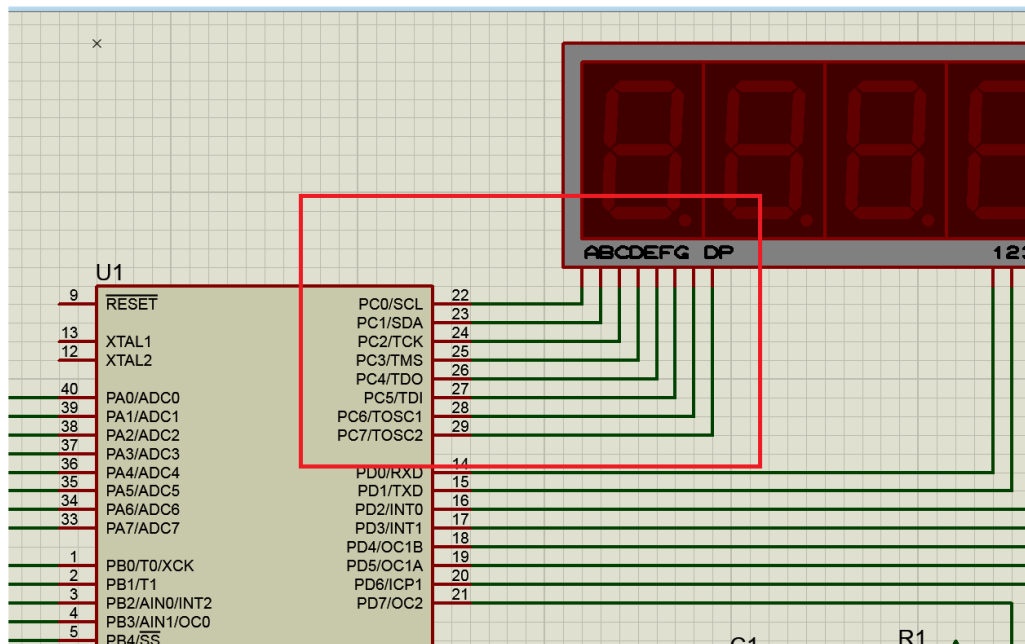 ABCDEFG DP
123
U1
9
RESET
13
XTAL1
12
XTAL2
40
PA0/ADC0
39
PA1/ADC1
38
PA2/ADC2
37
PA3/ADC3
36
PA4/ADC4
35
PA5/ADC5
34
PA6/ADC6
33
PA7/ADC7
1
PB0/T0/XCK
2
PB1/T1
3
PB2/AIN0/INT2
4
PB3/AIN1/OC0
5
PB4/SS
PC0/SCL
22
PC1/SDA
23
PC2/TCK
24
PC3/TMS
25
PC4/TDO
26
PC5/TDI
27
PC6/TOSC1
28
PC7/TOSC2
29
PD0/RXD
14
PD1/TXD
15
PD2/INT0
16
PD3/INT1
17
PD4/OC1B
18
PD5/OC1A
19
PD6/ICP1
20
PD7/OC2
21
C1
R1